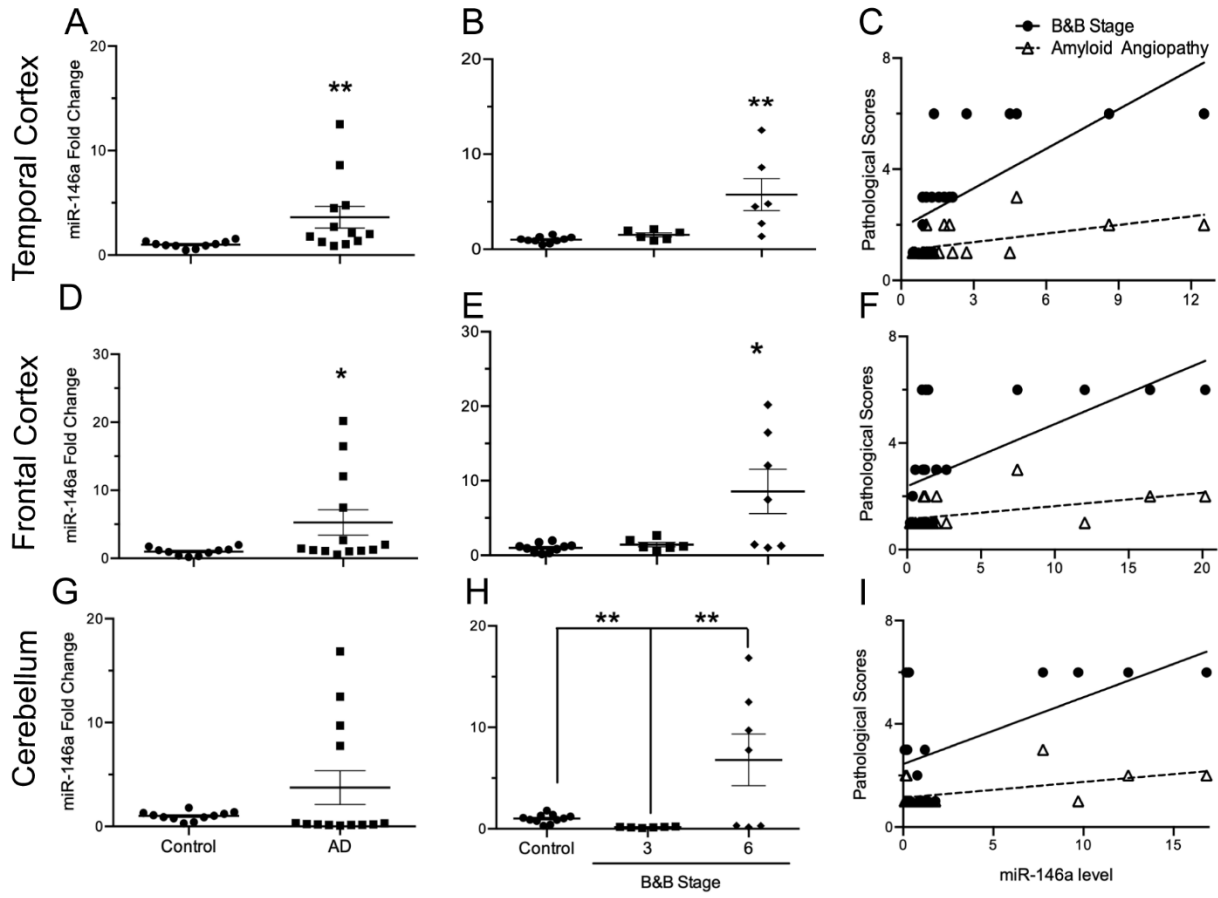 A
B
C
B&B Stage
Amyloid Angiopathy
Temporal Cortex
miR-146a Fold Change
20
10
0
**
20
15
10
5
0
**
Pathological Scores
8
4
0
0 3 6 9 12
D
E
F
Frontal Cortex
miR-146a Fold Change
30
20
10
0
*
30
20
10
0
*
Pathological Scores
8
4
0
0 5 10 15 20
G
H
I
Cerebellum
miR-146a Fold Change
20
10
0
Control AD
20
10
0
** **
Control 3 6
B&B Stage
Pathological Scores
8
4
0
0 5 10 15
miR-146a level